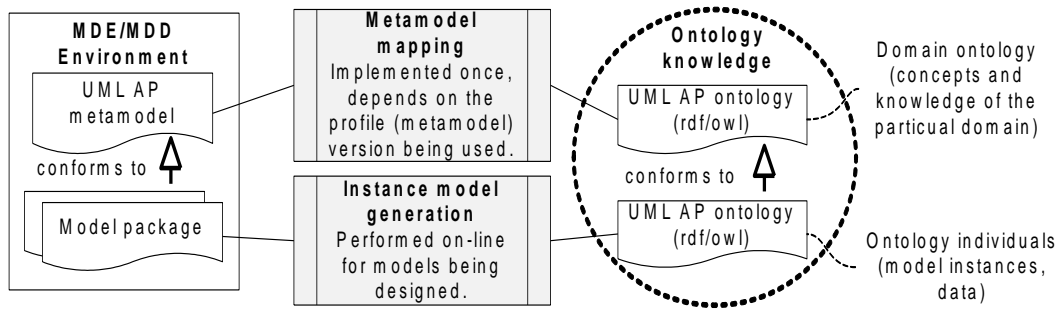 MDE/MDD
Environment
UML AP
metamodel
conforms to
Model package
Metamodel
mapping
Implemented once,
depends on the
profile (metamodel)
version being used.
Instance model
generation
Performed on-line
for models being
designed.
Ontology
knowledge
UML AP ontology
(rdf/owl)
conforms to
UML AP ontology
(rdf/owl)
Domain ontology
(concepts and
knowledge of the
particual domain)
Ontology individuals
(model instances,
data)